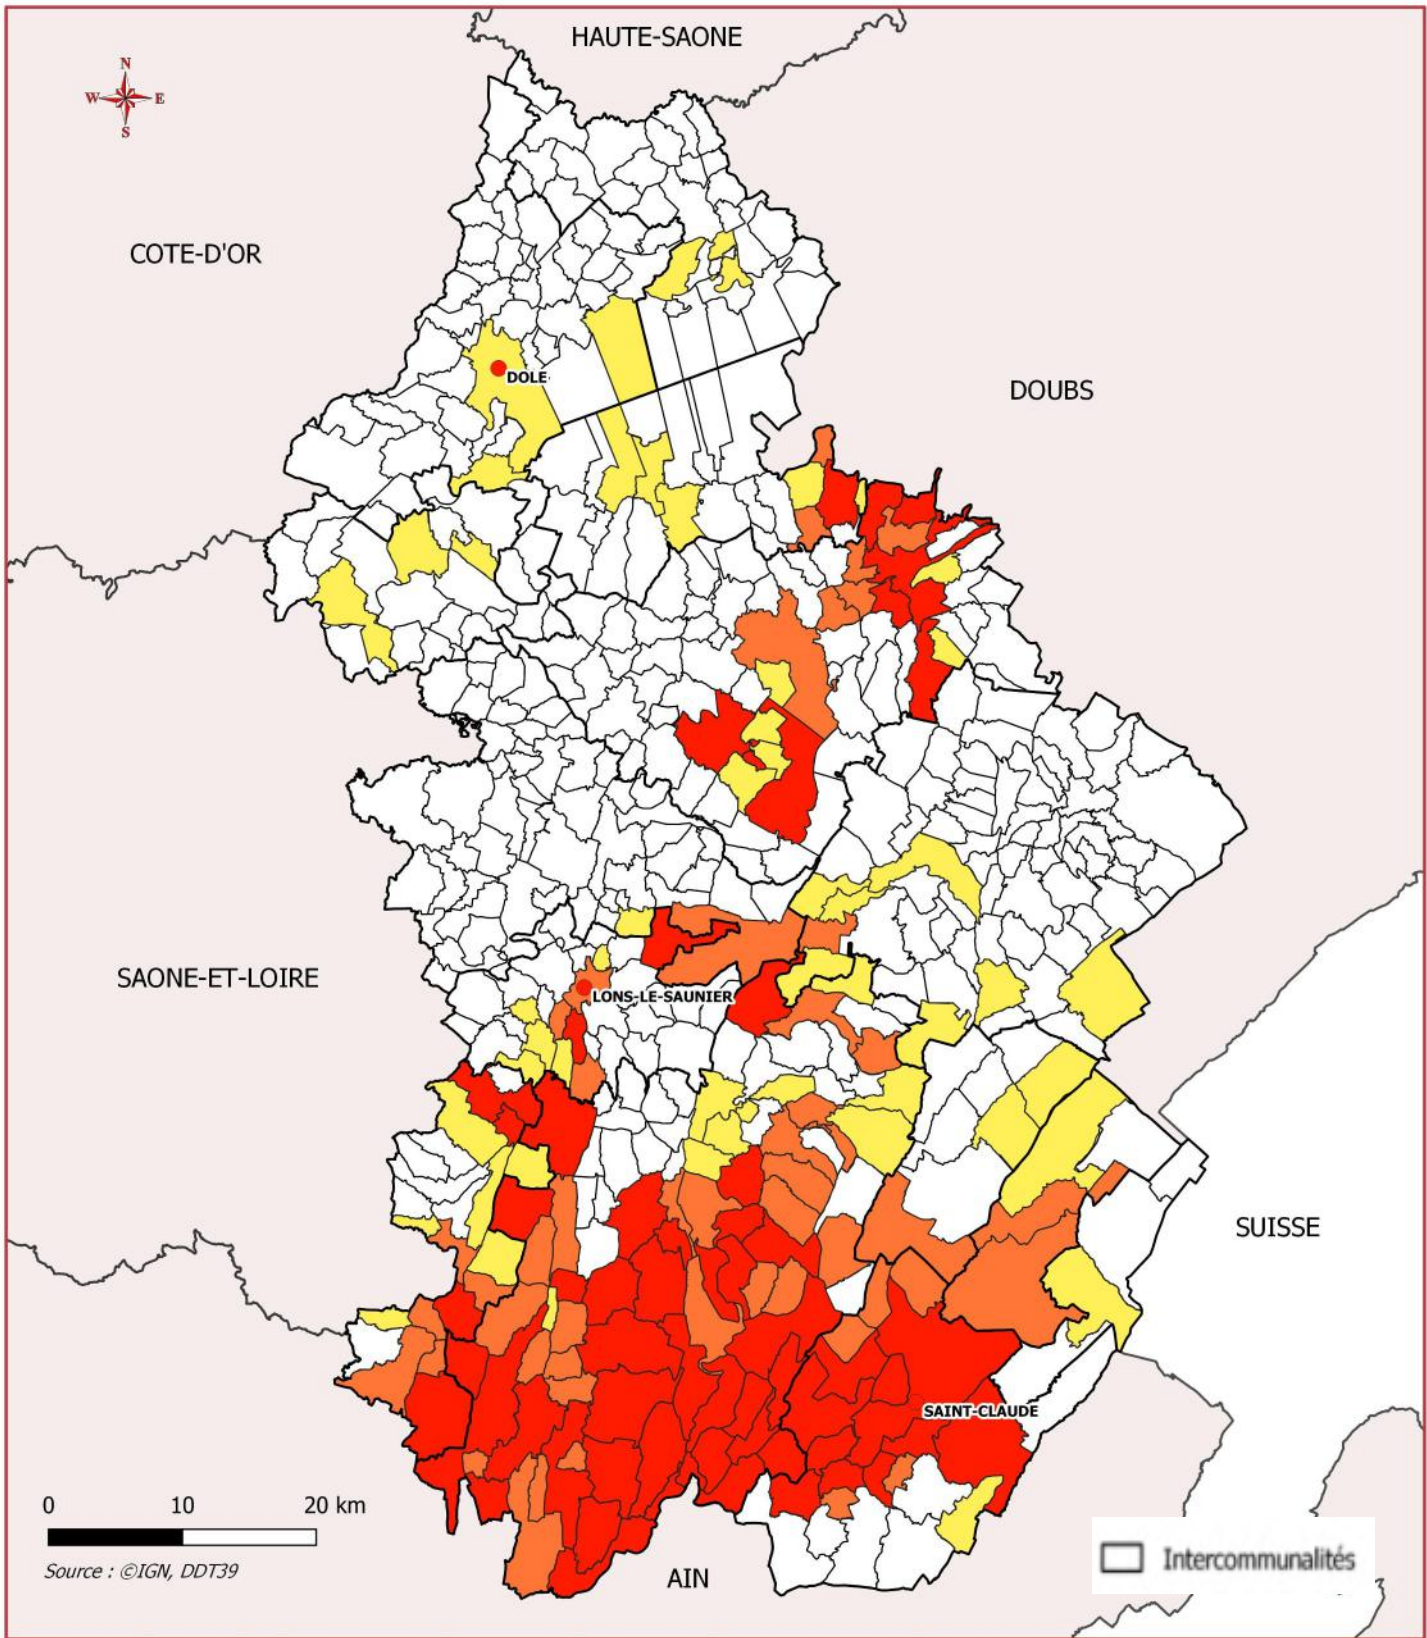 HAUTE-SAONE
N
W E
S
COTE-D'OR
DOLE
DOUBS
SAONE-ET-LOIRE
LONS-LE-SAUNIER
SUISSE
SAINT-CLAUDE
0 10 20 km
Source : ©IGN, DDT39
AIN
Intercommunalités